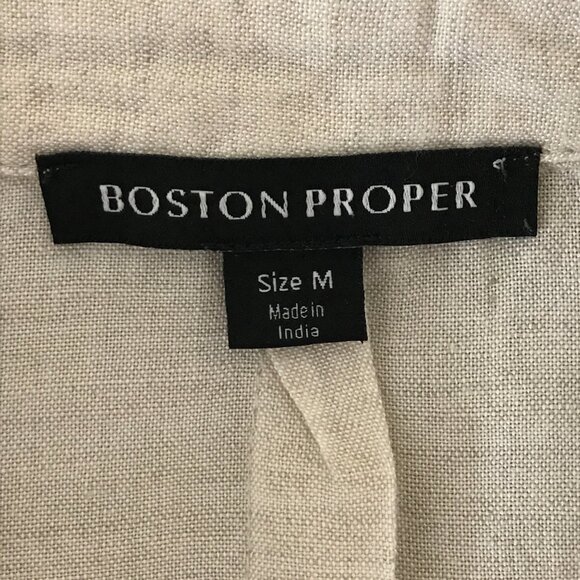 BOSTON PROPER
Size M
Made in
India